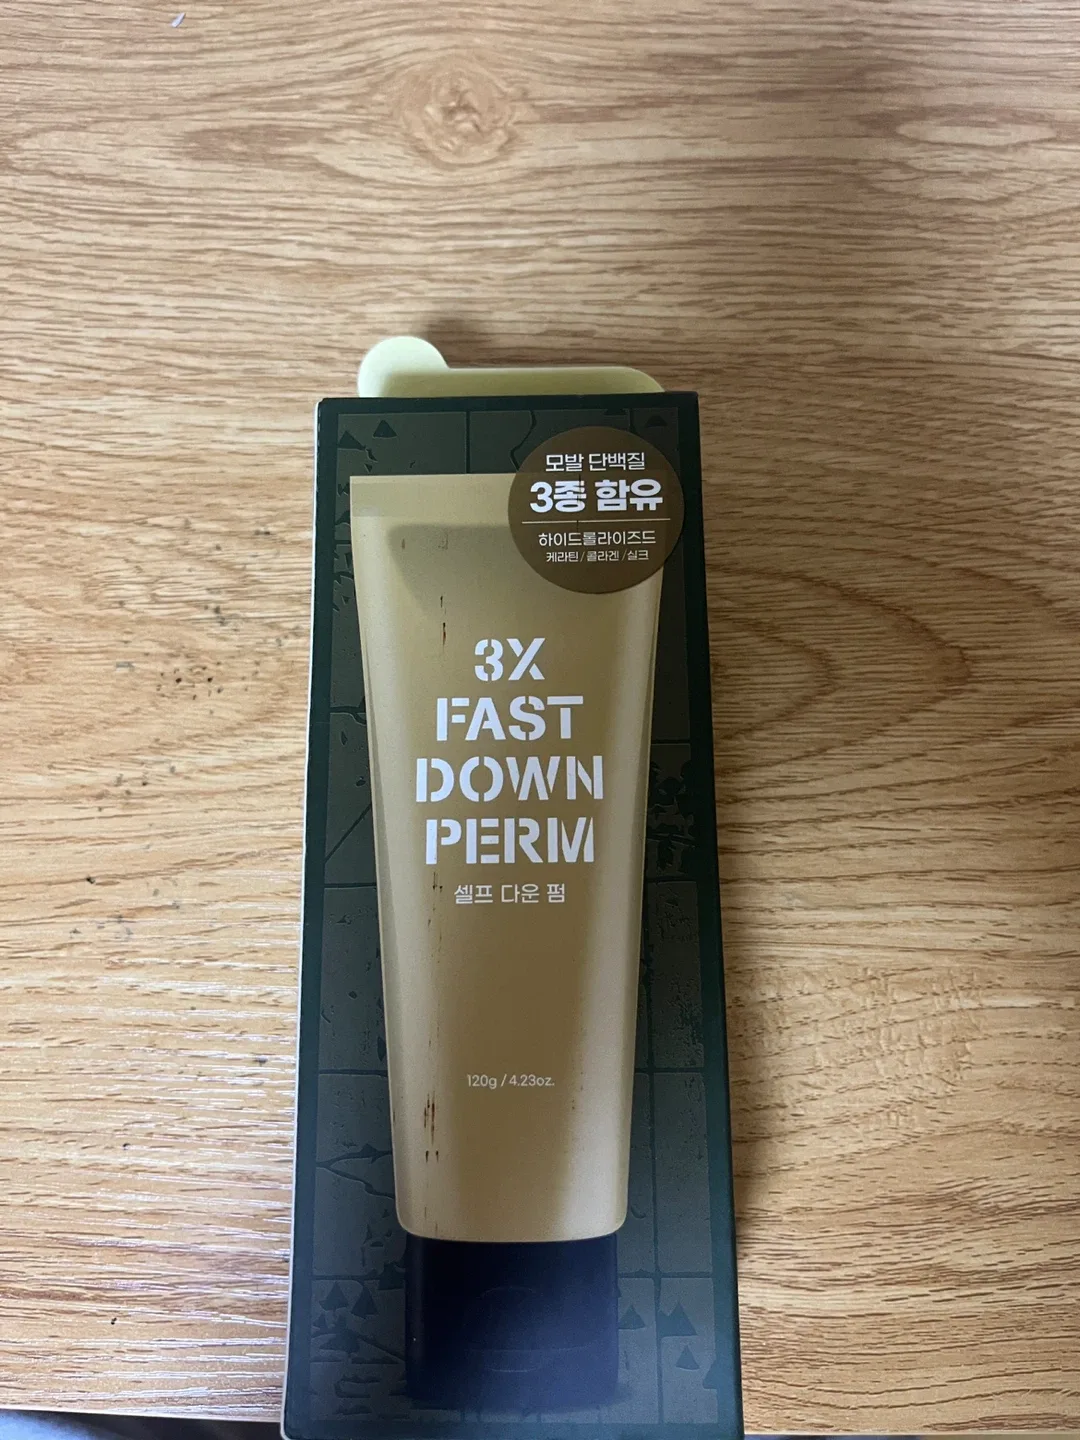 모발 단백질
3종 함유
하이드롤라이즈드
케라틴/콜라겐/실크
3X
FAST
DOWN
PERM
셀프 다운 펌
120g / 4.23oz.